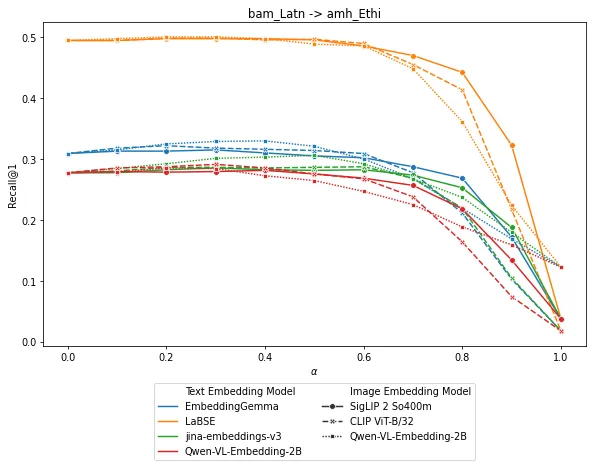 bam_Latn -> amh_Ethi
Recall@1
0.5
0.4
0.3
0.2
0.1
0.0
0.0 0.2 0.4 0.6 0.8 1.0
α
Text Embedding Model Image Embedding Model
EmbeddingGemma SigLIP 2 So400m
LaBSE CLIP ViT-B/32
jina-embeddings-v3 Qwen-VL-Embedding-2B
Qwen-VL-Embedding-2B